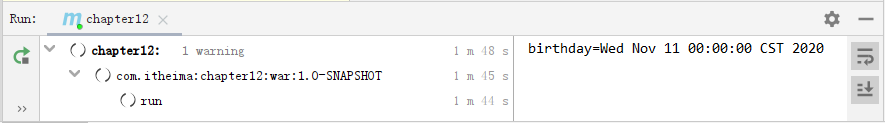 Run: chapter12
chapter12: 1 warning 1 m 48 s
com.itheima:chapter12:war:1.0-SNAPSHOT 1 m 45 s
run 1 m 44 s
birthday=Wed Nov 11 00:00:00 CST 2020